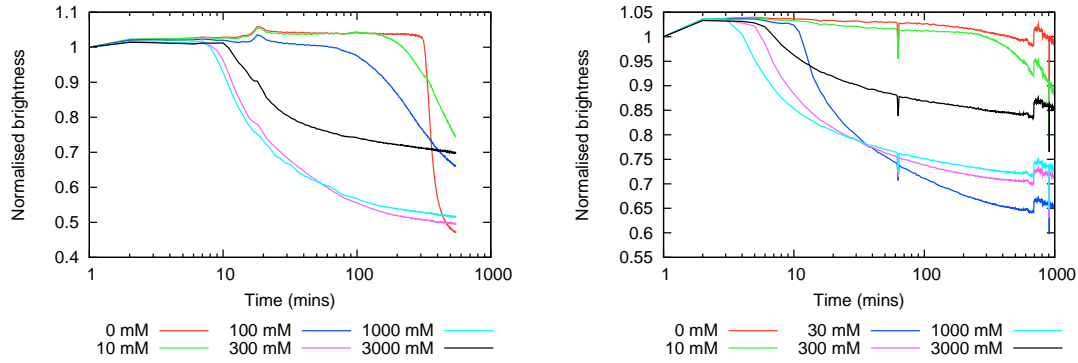 Normalised brightness
1.1
1
0.9
0.8
0.7
0.6
0.5
0.4
1 10 100 1000
Time (mins)
0 mM 100 mM 1000 mM
10 mM 300 mM 3000 mM
Normalised brightness
1.05
1
0.95
0.9
0.85
0.8
0.75
0.7
0.65
0.6
0.55
1 10 100 1000
Time (mins)
0 mM 30 mM 1000 mM
10 mM 300 mM 3000 mM